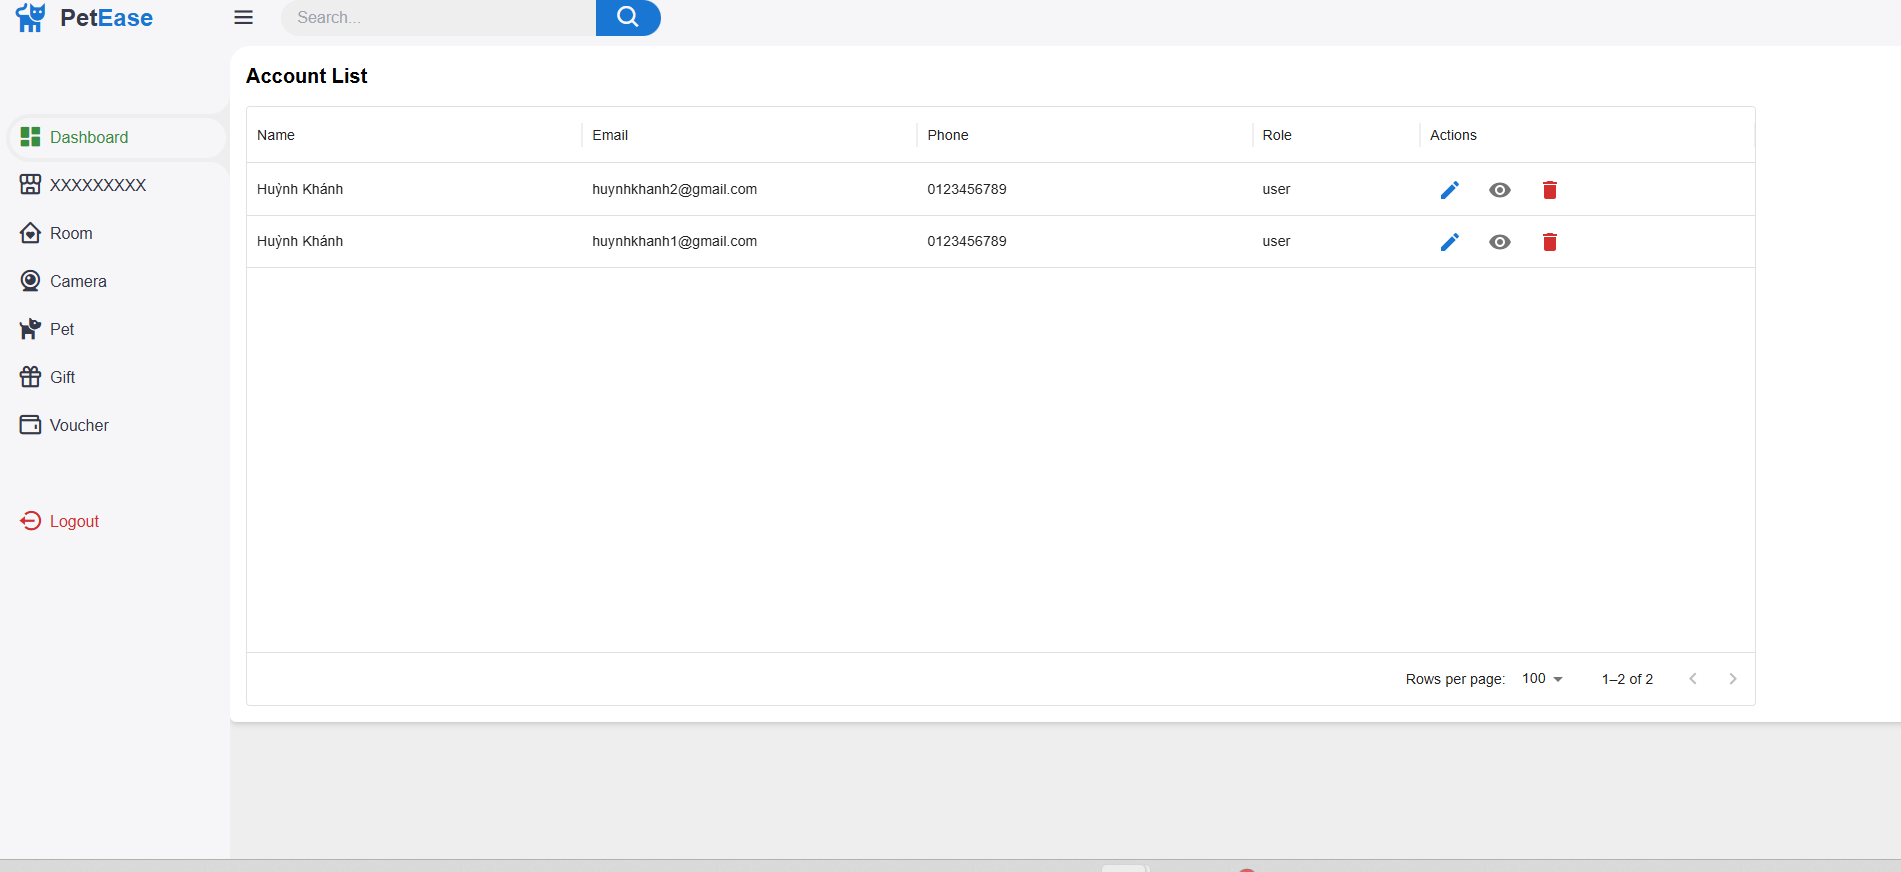 PetEase
Search...
Account List
Dashboard
XXXXXXXXX
Room
Camera
Pet
Gift
Voucher
Logout
Name Email Phone Role Actions
Huỳnh Khánh huynhkhanh2@gmail.com 0123456789 user
Huỳnh Khánh huynhkhanh1@gmail.com 0123456789 user
Rows per page: 100 1–2 of 2